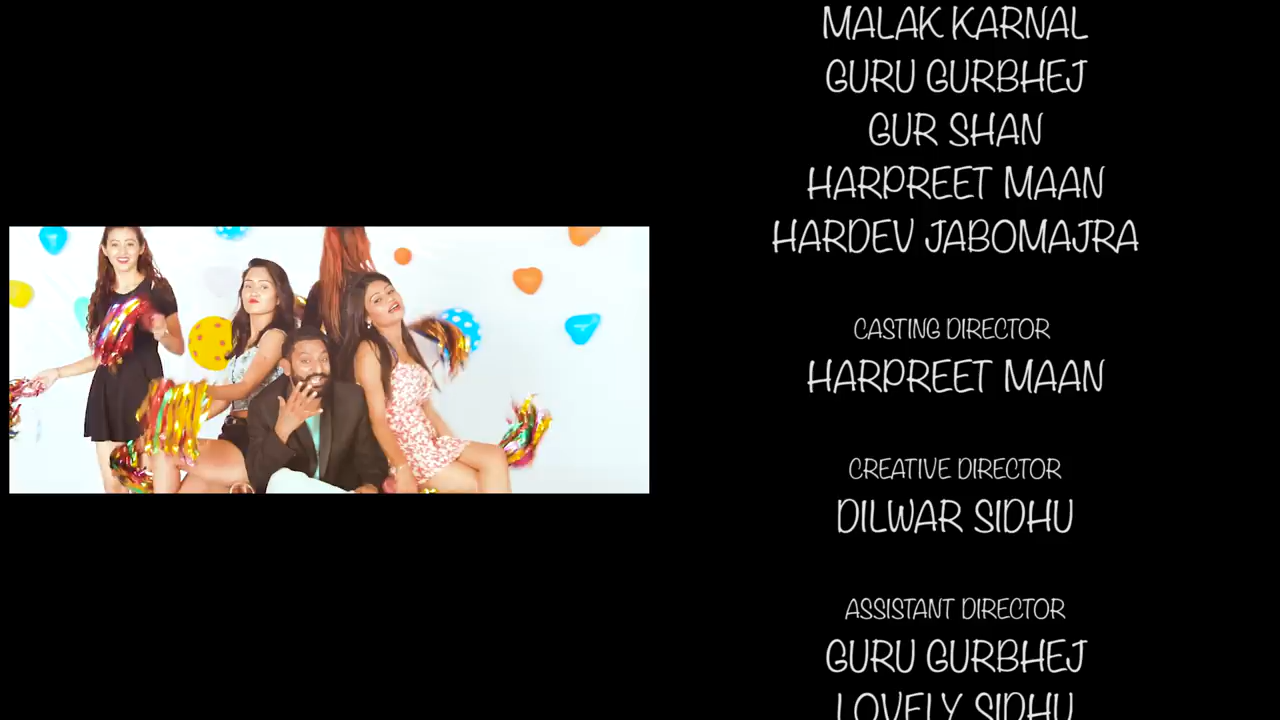 MALAK KARNAL
GURU GURBHEJ
GUR SHAN
HARPREET MAAN
HARDEV JABOMAJRA
CASTING DIRECTOR
HARPREET MAAN
CREATIVE DIRECTOR
DILWAR SIDHU
ASSISTANT DIRECTOR
GURU GURBHEJ
LOVELY SIDHU